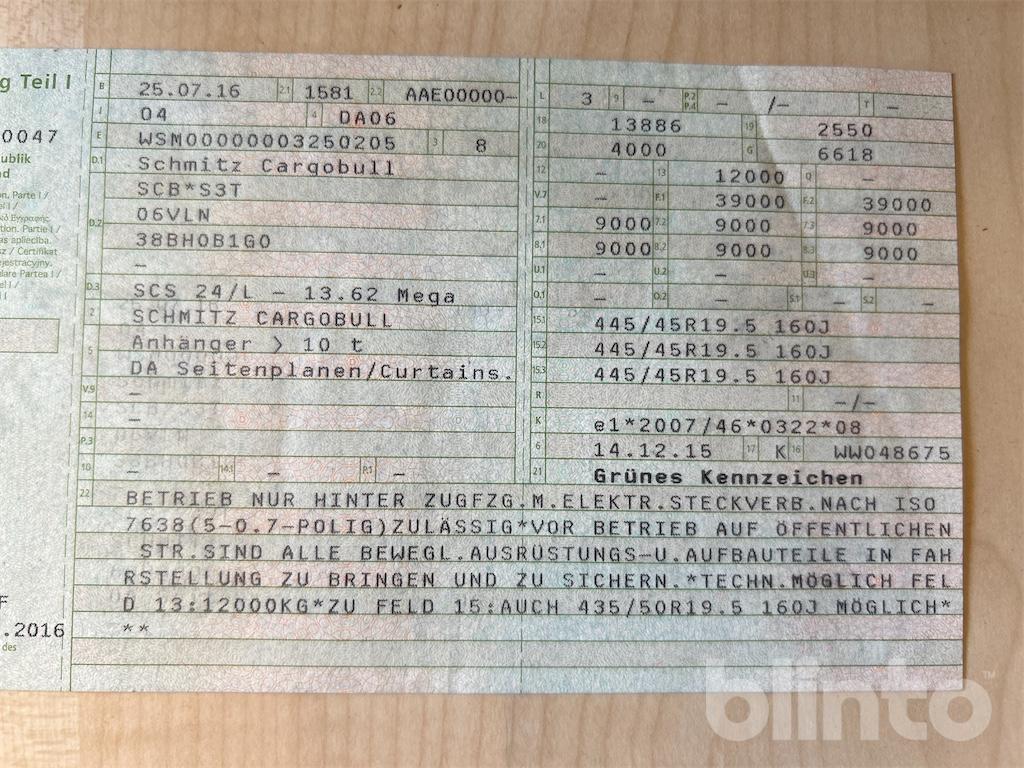 g Teil I
0047
ublik
nd
on, Parte I /
F
.2016
des
B 25.07.16 2.1 1581 2.2 AAE00000-
J 04 4 DA06
E WSM00000003250205 3 8
D.1 Schmitz Cargobull
SCB*S3T
D.2 06VLN
38BH0B1G0
–
D.3 SCS 24/L – 13.62 Mega
2 SCHMITZ CARGOBULL
5 Anhänger > 10 t
DA Seitenplanen/Curtains.
V.9 –
14 –
P.3
10 – 14.1 – P.1 –
L 3 9 – P.2 P.4 – /– T –
18 13886 19 2550
20 4000 G 6618
12 – 13 12000 Q –
V.7 – F.1 39000 F.2 39000
7.1 9000 7.2 9000 7.3 9000
8.1 9000 8.2 9000 8.3 9000
U.1 – U.2 – U.3 –
O.1 – O.2 – S.1 – S.2 –
15.1 445/45R19.5 160J
15.2 445/45R19.5 160J
15.3 445/45R19.5 160J
R 11 –/–
K e1*2007/46*0322*08
6 14.12.15 17 K 16 WW048675
21 Grünes Kennzeichen
22 BETRIEB NUR HINTER ZUGFZG.M.ELEKTR.STECKVERB.NACH ISO
7638(5-0.7-POLIG)ZULÄSSIG*VOR BETRIEB AUF ÖFFENTLICHEN
STR.SIND ALLE BEWEGL.AUSRÜSTUNGS-U.AUFBAUTEILE IN FAH
RSTELLUNG ZU BRINGEN UND ZU SICHERN.*TECHN.MÖGLICH FEL
D 13:12000KG*ZU FELD 15:AUCH 435/50R19.5 160J MÖGLICH*
**
blinto™